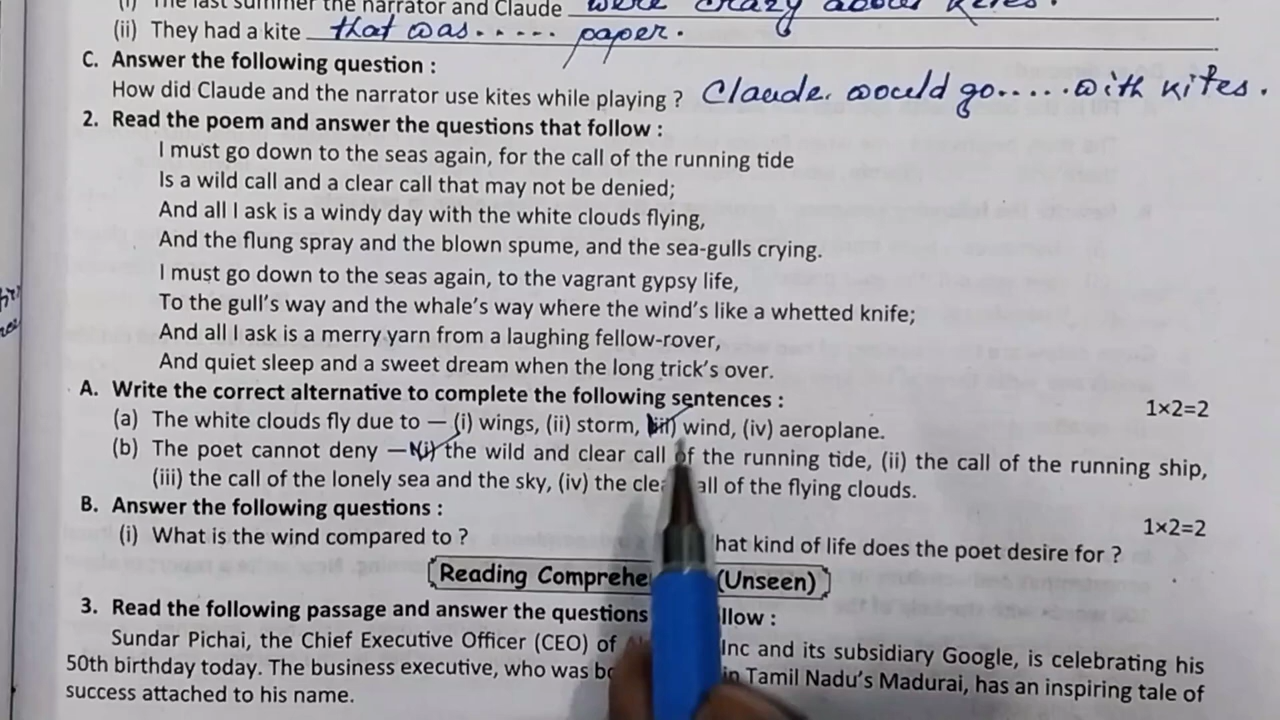 (i) The last summer the narrator and Claude were crazy about kites.
(ii) They had a kite that was..... paper.
C. Answer the following question :
How did Claude and the narrator use kites while playing ? Claude would go.....with kites.
2. Read the poem and answer the questions that follow :
I must go down to the seas again, for the call of the running tide
Is a wild call and a clear call that may not be denied;
And all I ask is a windy day with the white clouds flying,
And the flung spray and the blown spume, and the sea-gulls crying.
I must go down to the seas again, to the vagrant gypsy life,
To the gull's way and the whale's way where the wind's like a whetted knife;
And all I ask is a merry yarn from a laughing fellow-rover,
And quiet sleep and a sweet dream when the long trick's over.
A. Write the correct alternative to complete the following sentences : 1×2=2
(a) The white clouds fly due to — (i) wings, (ii) storm, (iii) wind, (iv) aeroplane.
(b) The poet cannot deny — (i) the wild and clear call of the running tide, (ii) the call of the running ship,
(iii) the call of the lonely sea and the sky, (iv) the clea all of the flying clouds.
B. Answer the following questions : 1×2=2
(i) What is the wind compared to ? hat kind of life does the poet desire for ?
Reading Comprehe (Unseen)
3. Read the following passage and answer the questions llow :
Sundar Pichai, the Chief Executive Officer (CEO) of Inc and its subsidiary Google, is celebrating his
50th birthday today. The business executive, who was bo in Tamil Nadu's Madurai, has an inspiring tale of
success attached to his name.